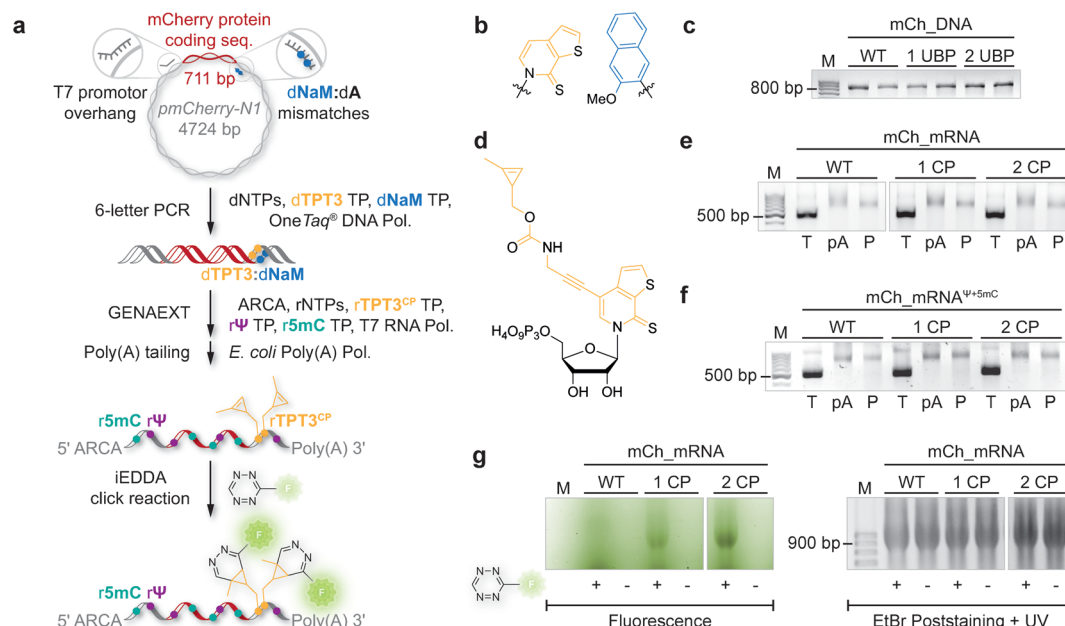 a
mCherry protein
coding seq.
711 bp
T7 promotor
overhang
pmCherry-N1
4724 bp
dNaM:dA
mismatches
6-letter PCR
dNTPs, dTPT3 TP, dNaM TP,
OneTaq® DNA Pol.
dTPT3:dNaM
GENAEXT
ARCA, rNTPs, rTPT3ᶜᴾ TP,
rΨ TP, r5mC TP, T7 RNA Pol.
Poly(A) tailing
E. coli Poly(A) Pol.
r5mC rΨ
rTPT3ᶜᴾ
5' ARCA
Poly(A) 3'
iEDDA
click reaction
N N
N N
F
F
N
N
N
N
F
r5mC rΨ
5' ARCA
Poly(A) 3'
b
S
N
S
MeO
c
mCh_DNA
M WT 1 UBP 2 UBP
800 bp
d
O
O NH
S
N S
H₄O₉P₃O
O
OH OH
e
mCh_mRNA
M WT 1 CP 2 CP
500 bp
T pA P T pA P T pA P
f
mCh_mRNAΨ+5mC
M WT 1 CP 2 CP
500 bp
T pA P T pA P T pA P
g
mCh_mRNA
M WT 1 CP 2 CP
N N
N N
F
+ - + - + -
Fluorescence
mCh_mRNA
M WT 1 CP 2 CP
900 bp
+ - + - + -
EtBr Poststaining + UV